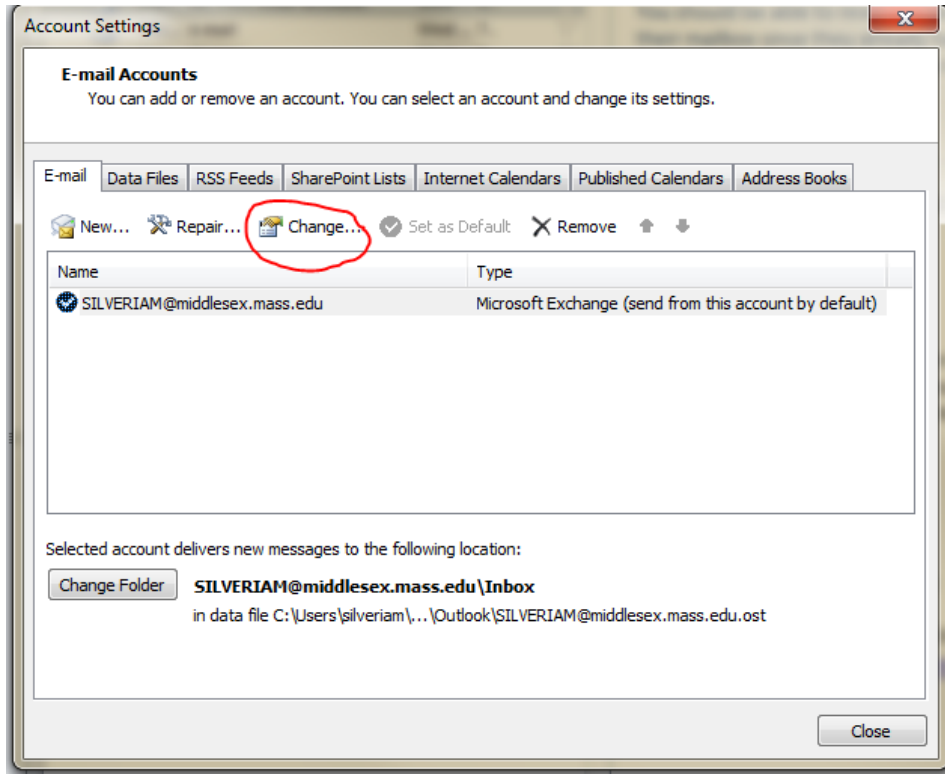 Account Settings
E-mail Accounts
You can add or remove an account. You can select an account and change its settings.
E-mail Data Files RSS Feeds SharePoint Lists Internet Calendars Published Calendars Address Books
New... Repair... Change... Set as Default Remove
Name Type
SILVERIAM@middlesex.mass.edu Microsoft Exchange (send from this account by default)
Selected account delivers new messages to the following location:
Change Folder SILVERIAM@middlesex.mass.edu\Inbox
in data file C:\Users\silveriam\...\Outlook\SILVERIAM@middlesex.mass.edu.ost
Close